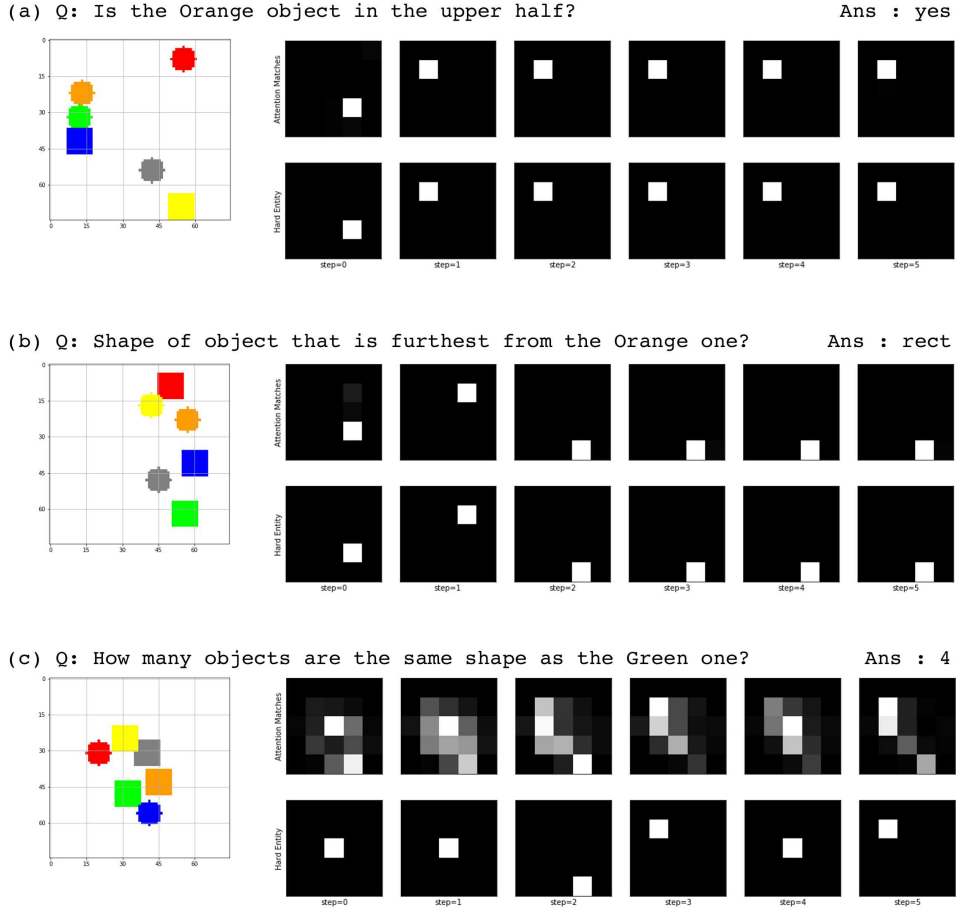 (a) Q: Is the Orange object in the upper half? Ans : yes
0
15
30
45
60
0 15 30 45 60
Attention Matches
Hard Entity
step=0 step=1 step=2 step=3 step=4 step=5
(b) Q: Shape of object that is furthest from the Orange one? Ans : rect
0
15
30
45
60
0 15 30 45 60
Attention Matches
Hard Entity
step=0 step=1 step=2 step=3 step=4 step=5
(c) Q: How many objects are the same shape as the Green one? Ans : 4
0
15
30
45
60
0 15 30 45 60
Attention Matches
Hard Entity
step=0 step=1 step=2 step=3 step=4 step=5